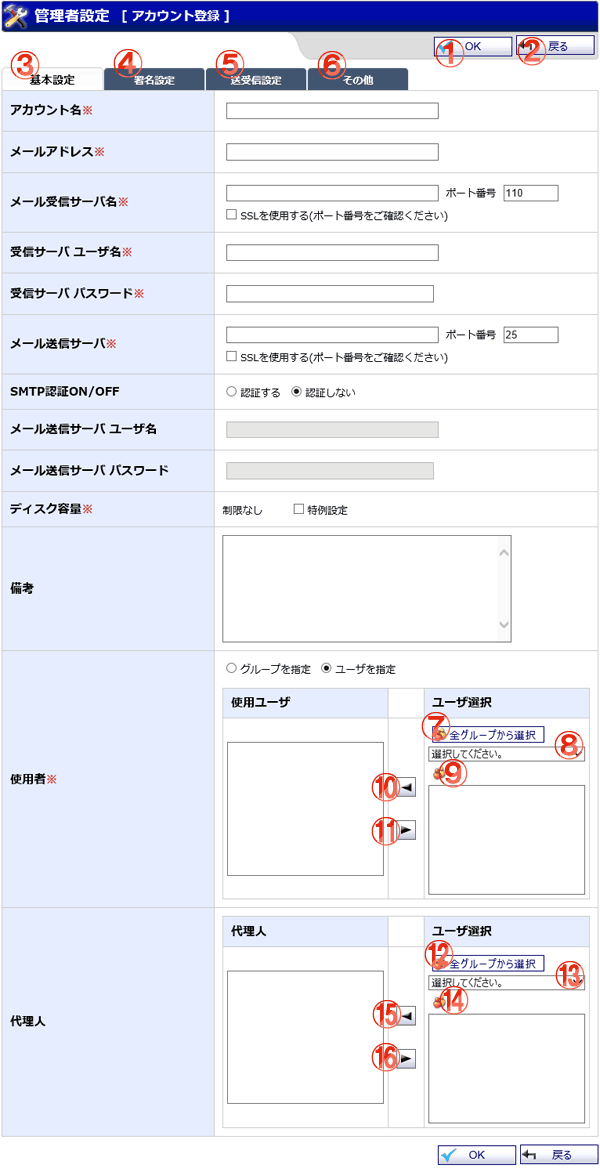 管理者設定 [ アカウント登録 ]
① OK ② 戻る
③ ④ ⑤ ⑥
基本設定 署名設定 送受信設定 その他
アカウント名※
メールアドレス※
メール受信サーバ名※ ポート番号 110
SSLを使用する(ポート番号をご確認ください)
受信サーバ ユーザ名※
受信サーバ パスワード※
メール送信サーバ※ ポート番号 25
SSLを使用する(ポート番号をご確認ください)
SMTP認証ON/OFF 認証する 認証しない
メール送信サーバ ユーザ名
メール送信サーバ パスワード
ディスク容量※ 制限なし 特例設定
備考
使用者※
グループを指定 ユーザを指定
使用ユーザ ユーザ選択
⑦ 全グループから選択
選択してください。 ⑧
⑨
⑩
⑪
代理人
代理人 ユーザ選択
⑫ 全グループから選択
選択してください。 ⑬
⑭
⑮
⑯
OK 戻る